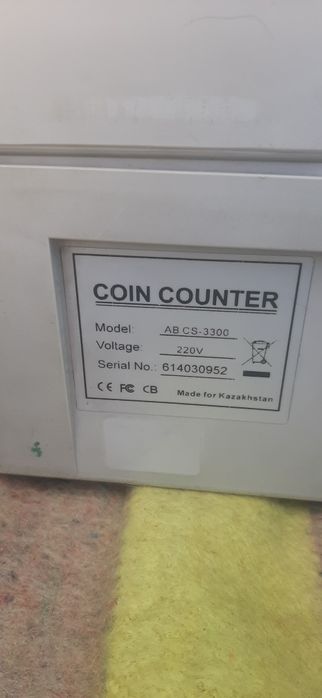 COIN COUNTER
Model: AB CS-3300
Voltage: 220V
Serial No.: 614030952
CE FC CB Made for Kazakhstan